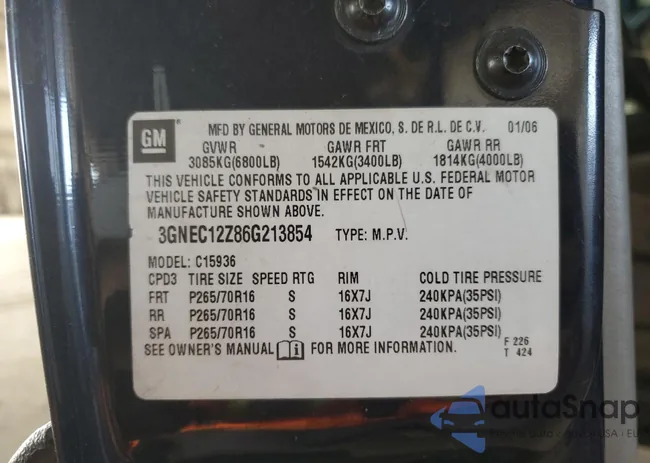 GM
MFD BY GENERAL MOTORS DE MEXICO, S. DE R.L. DE C.V. 01/06
GVWR GAWR FRT GAWR RR
3085KG(6800LB) 1542KG(3400LB) 1814KG(4000LB)
THIS VEHICLE CONFORMS TO ALL APPLICABLE U.S. FEDERAL MOTOR
VEHICLE SAFETY STANDARDS IN EFFECT ON THE DATE OF
MANUFACTURE SHOWN ABOVE.
3GNEC12Z86G213854 TYPE: M.P.V.
MODEL: C15936
CPD3 TIRE SIZE SPEED RTG RIM COLD TIRE PRESSURE
FRT P265/70R16 S 16X7J 240KPA(35PSI)
RR P265/70R16 S 16X7J 240KPA(35PSI)
SPA P265/70R16 S 16X7J 240KPA(35PSI)
SEE OWNER'S MANUAL i FOR MORE INFORMATION.
F 226
T 424
autoSnap